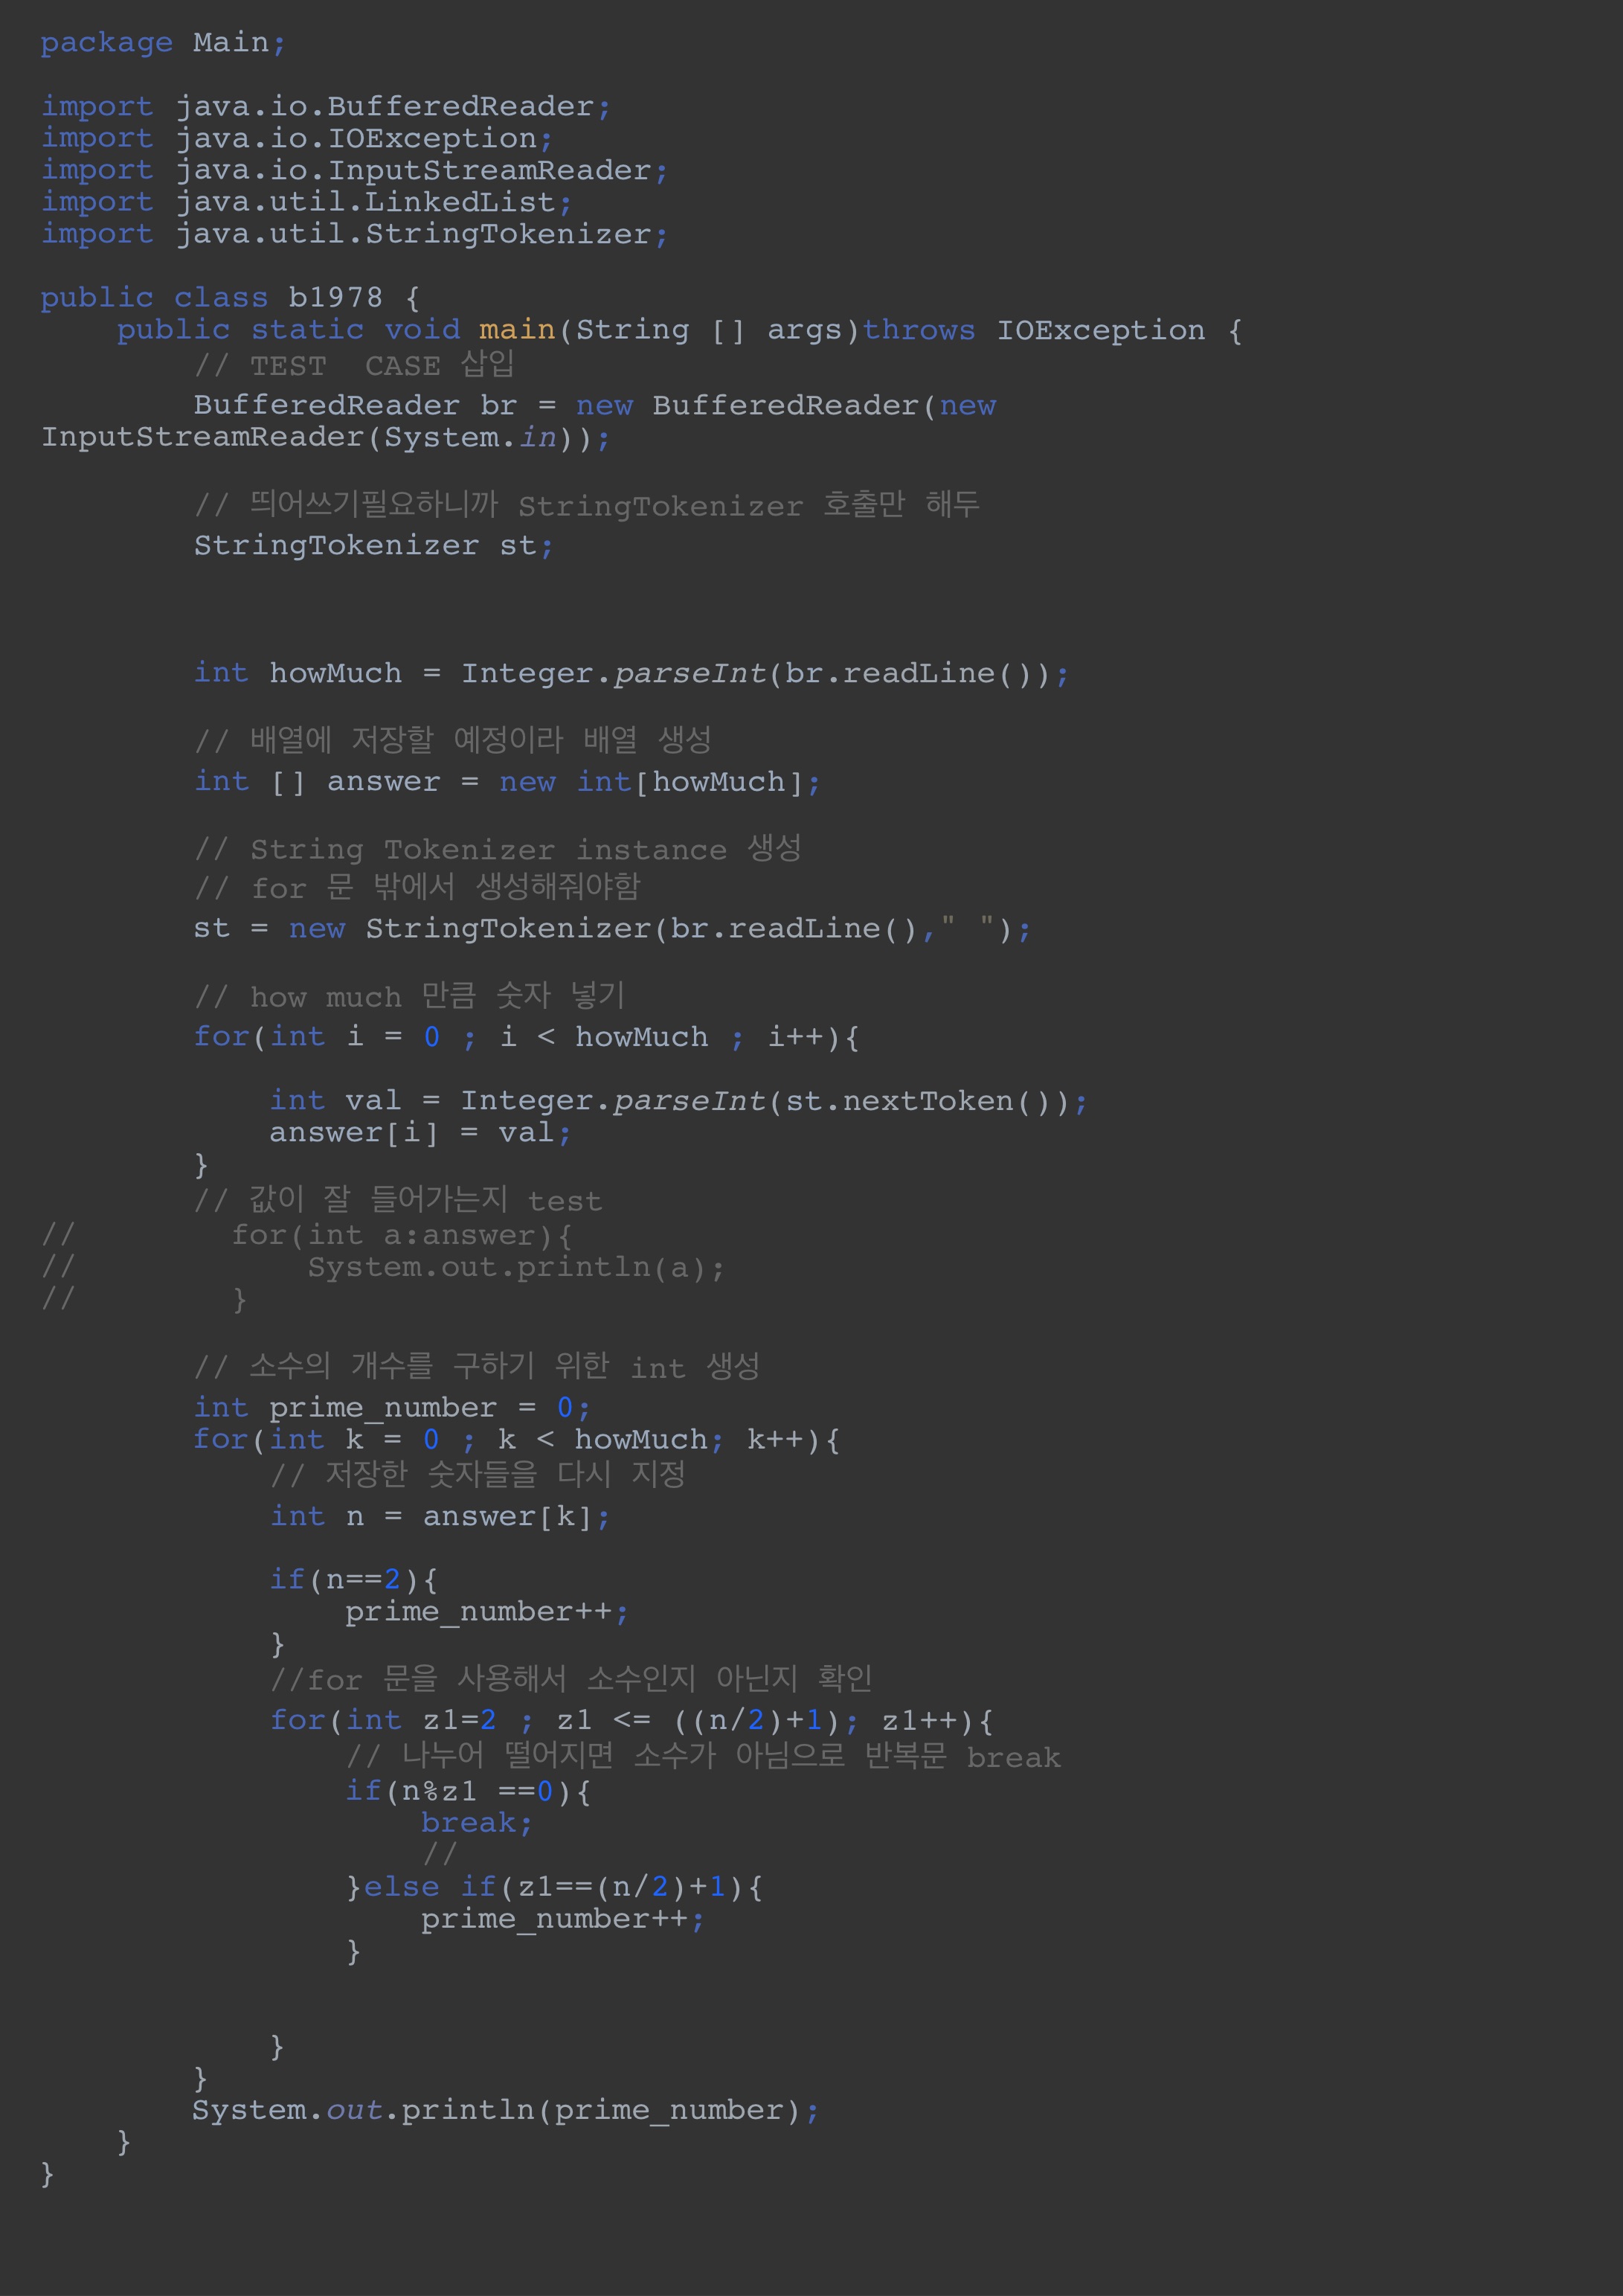 package Main;

import java.io.BufferedReader;
import java.io.IOException;
import java.io.InputStreamReader;
import java.util.LinkedList;
import java.util.StringTokenizer;

public class b1978 {
    public static void main(String [] args)throws IOException {
        // TEST  CASE 삽입
        BufferedReader br = new BufferedReader(new
InputStreamReader(System.in));

        // 띄어쓰기필요하니까 StringTokenizer 호출만 해두
        StringTokenizer st;

        int howMuch = Integer.parseInt(br.readLine());

        // 배열에 저장할 예정이라 배열 생성
        int [] answer = new int[howMuch];

        // String Tokenizer instance 생성
        // for 문 밖에서 생성해줘야함
        st = new StringTokenizer(br.readLine()," ");

        // how much 만큼 숫자 넣기
        for(int i = 0 ; i < howMuch ; i++){

            int val = Integer.parseInt(st.nextToken());
            answer[i] = val;
        }
        // 값이 잘 들어가는지 test
//        for(int a:answer){
//            System.out.println(a);
//        }

        // 소수의 개수를 구하기 위한 int 생성
        int prime_number = 0;
        for(int k = 0 ; k < howMuch; k++){
            // 저장한 숫자들을 다시 지정
            int n = answer[k];

            if(n==2){
                prime_number++;
            }
            //for 문을 사용해서 소수인지 아닌지 확인
            for(int z1=2 ; z1 <= ((n/2)+1); z1++){
                // 나누어 떨어지면 소수가 아님으로 반복문 break
                if(n%z1 ==0){
                    break;
                    //
                }else if(z1==(n/2)+1){
                    prime_number++;
                }

            }
        }
        System.out.println(prime_number);
    }
}